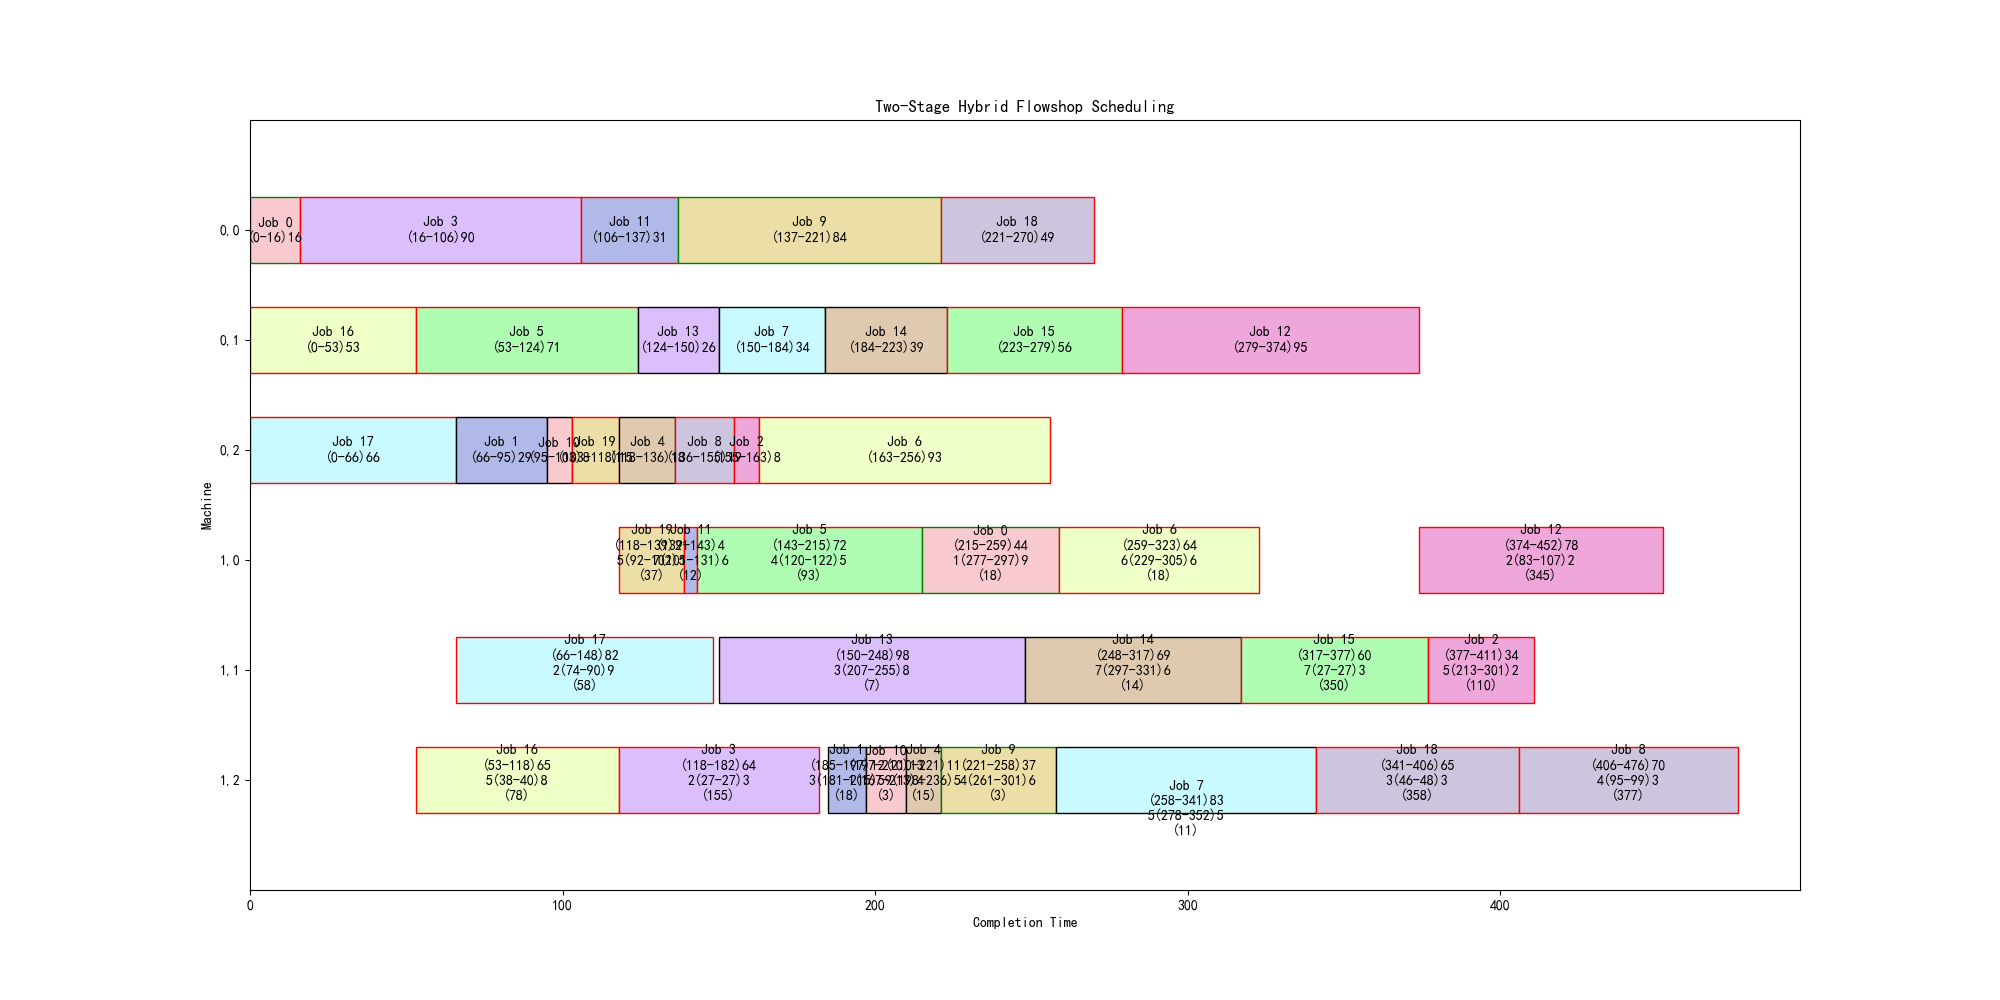 Two-Stage Hybrid Flowshop Scheduling
0,0
Job 0
(0-16)16
Job 3
(16-106)90
Job 11
(106-137)31
Job 9
(137-221)84
Job 18
(221-270)49
0,1
Job 16
(0-53)53
Job 5
(53-124)71
Job 13
(124-150)26
Job 7
(150-184)34
Job 14
(184-223)39
Job 15
(223-279)56
Job 12
(279-374)95
0,2
Job 17
(0-66)66
Job 1
(66-95)29
Job 10
(95-103)8
Job 19
(103-118)15
Job 4
(118-136)18
Job 8
(136-155)19
Job 2
(155-163)8
Job 6
(163-256)93
Machine
1,0
Job 19
(118-139)21
5(92-102)5
(37)
Job 11
(139-143)4
7(105-131)6
(12)
Job 5
(143-215)72
4(120-122)5
(93)
Job 0
(215-259)44
1(277-297)9
(18)
Job 6
(259-323)64
6(229-305)6
(18)
Job 12
(374-452)78
2(83-107)2
(345)
1,1
Job 17
(66-148)82
2(74-90)9
(58)
Job 13
(150-248)98
3(207-255)8
(7)
Job 14
(248-317)69
7(297-331)6
(14)
Job 15
(317-377)60
7(27-27)3
(350)
Job 2
(377-411)34
5(213-301)2
(110)
1,2
Job 16
(53-118)65
5(38-40)8
(78)
Job 3
(118-182)64
2(27-27)3
(155)
Job 1
(185-197)12
(18)
Job 10
(197-210)13
(3)
Job 4
(210-221)11
(15)
Job 9
(221-258)37
4(261-301)6
(3)
Job 7
(258-341)83
5(278-352)5
(11)
Job 18
(341-406)65
3(46-48)3
(358)
Job 8
(406-476)70
4(95-99)3
(377)
0
100
200
300
400
Completion Time